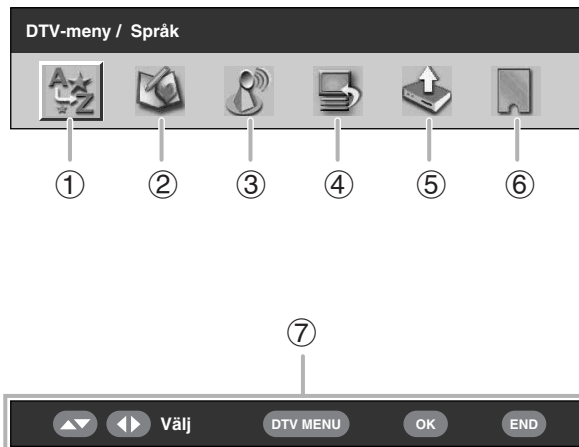 DTV-meny / Språk
A
Z
① ② ③ ④ ⑤ ⑥
⑦
Välj DTV MENU OK END